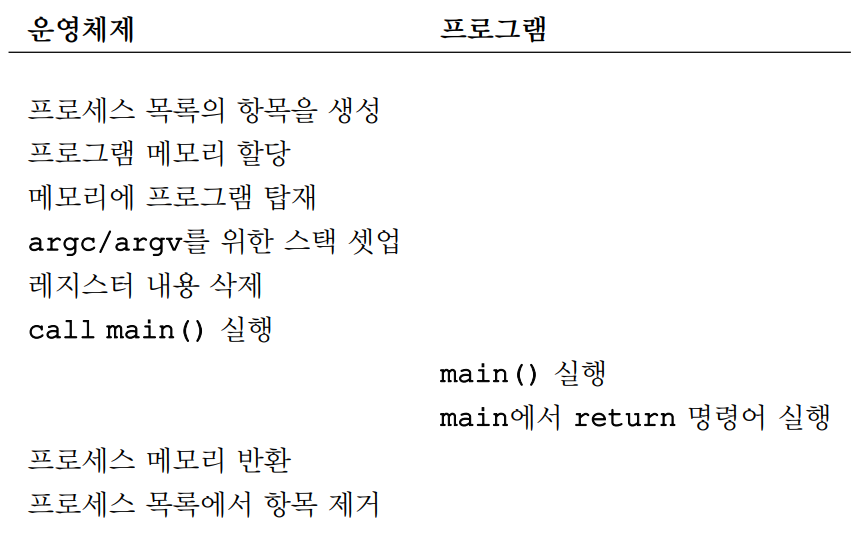 운영체제 프로그램
프로세스 목록의 항목을 생성
프로그램 메모리 할당
메모리에 프로그램 탑재
argc/argv를 위한 스택 셋업
레지스터 내용 삭제
call main() 실행
main() 실행
main에서 return 명령어 실행
프로세스 메모리 반환
프로세스 목록에서 항목 제거